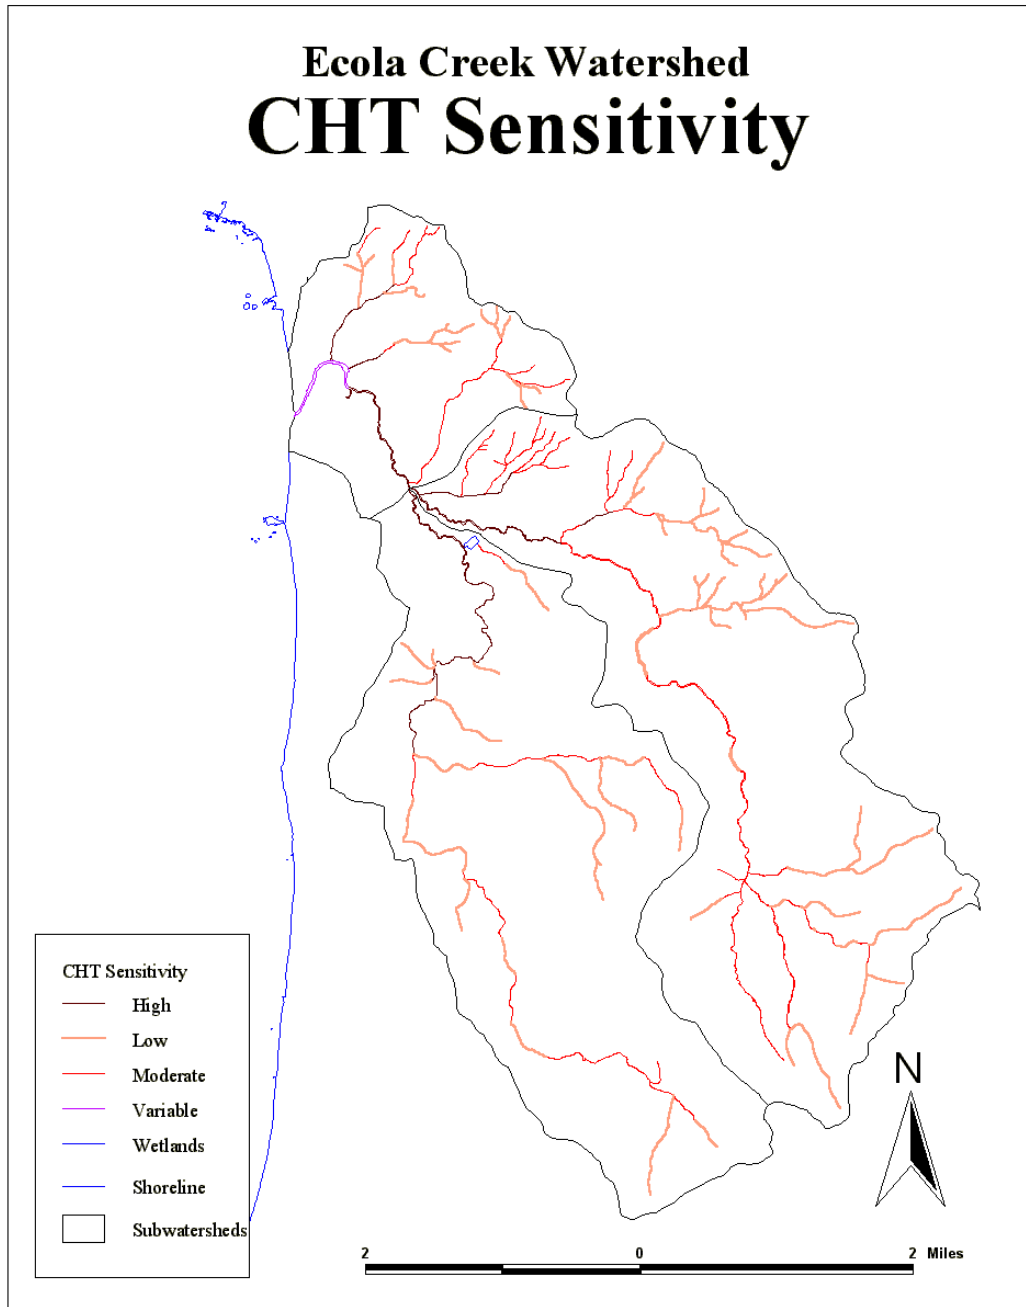 Ecola Creek Watershed
CHT Sensitivity
CHT Sensitivity
High
Low
Moderate
Variable
Wetlands
Shoreline
Subwatersheds
N
2 0 2 Miles